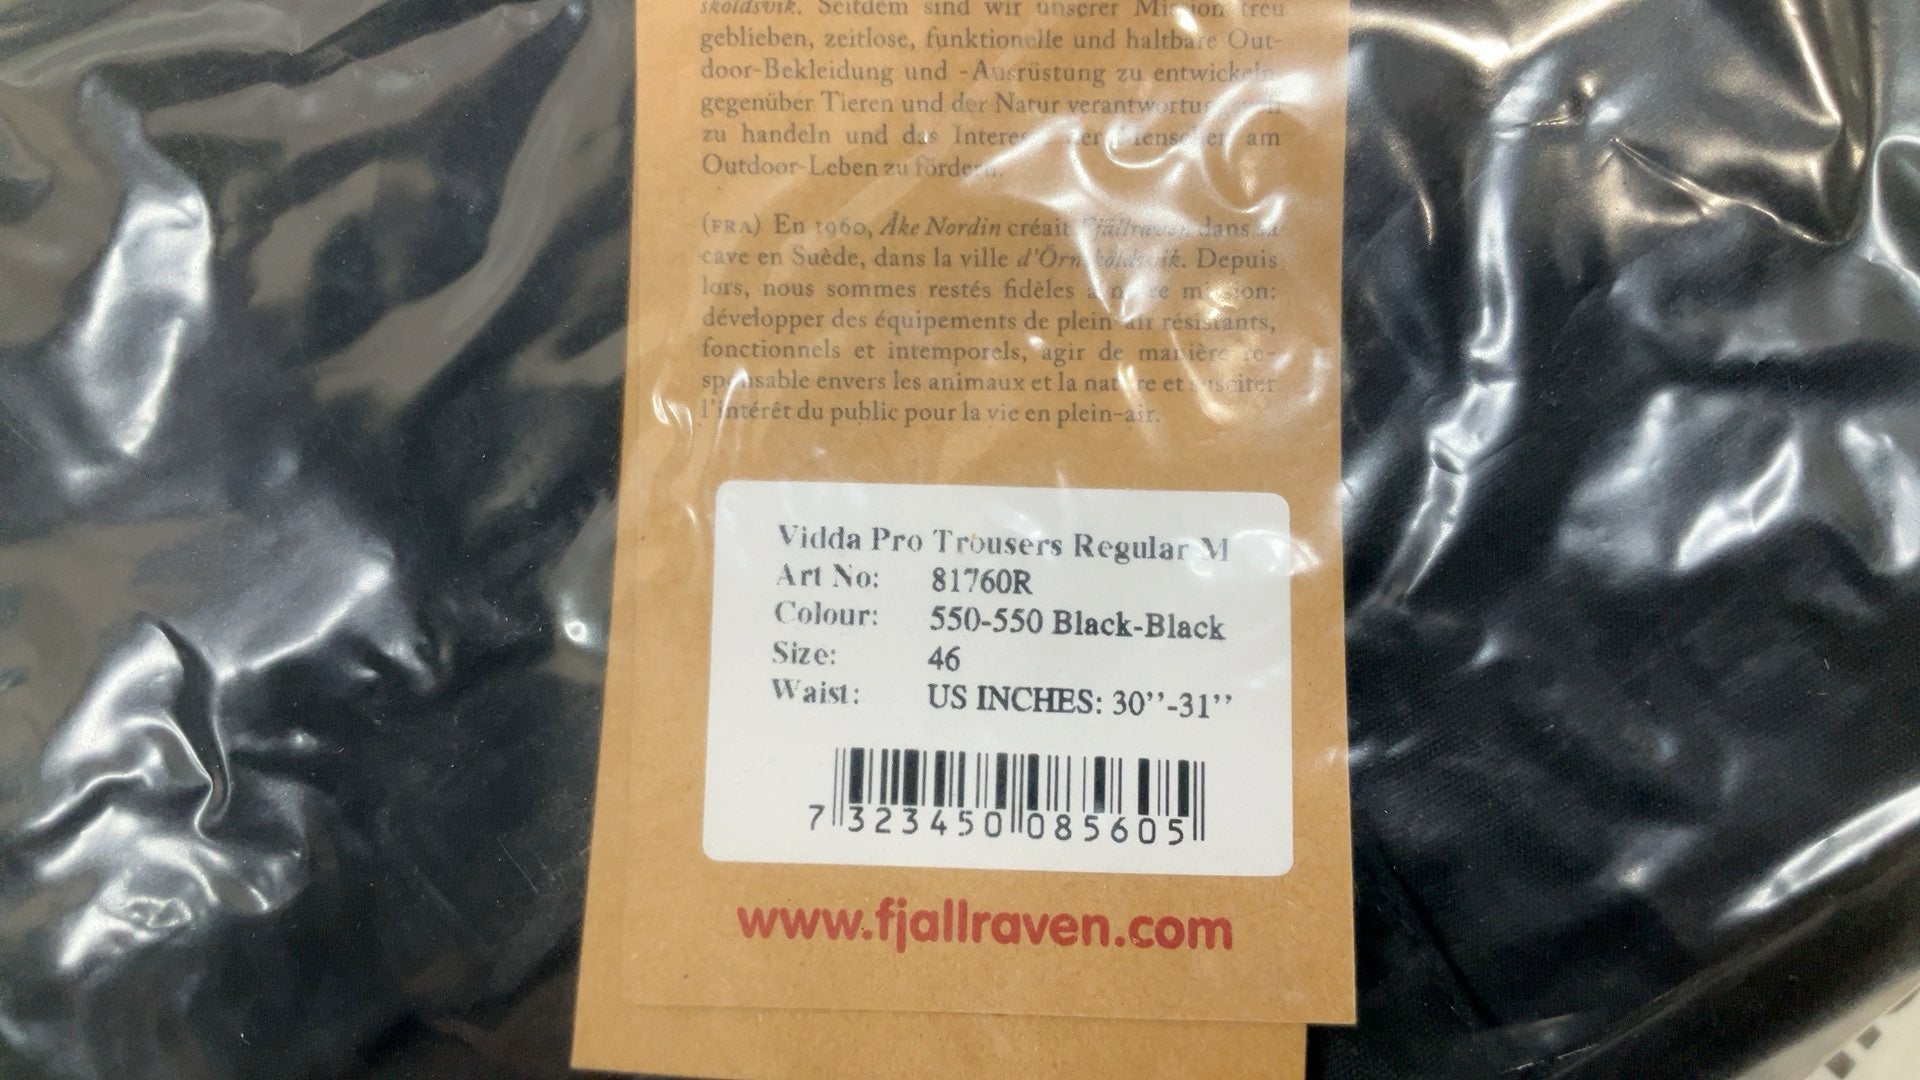 skoldsvik. Seitdem sind wir unserer Mission treu
geblieben, zeitlose, funktionelle und haltbare Out-
door-Bekleidung und -Ausrüstung zu entwickeln,
gegenüber Tieren und der Natur
zu handeln und das Interesse der Menschen am
Outdoor-Leben zu fördern.
(FRA) En 1960, Åke Nordin créait Fjällräven dans sa
cave en Suède, dans la ville d'Örnsköldsvik. Depuis
lors, nous sommes restés fidèles à notre mission:
développer des équipements de plein-air résistants,
fonctionnels et intemporels, agir de manière re-
sponsable envers les animaux et la nature et susciter
l'intérêt du public pour la vie en plein-air.
Vidda Pro Trousers Regular M
Art No: 81760R
Colour: 550-550 Black-Black
Size: 46
Waist: US INCHES: 30’’-31’’
7 323450 085605
www.fjallraven.com